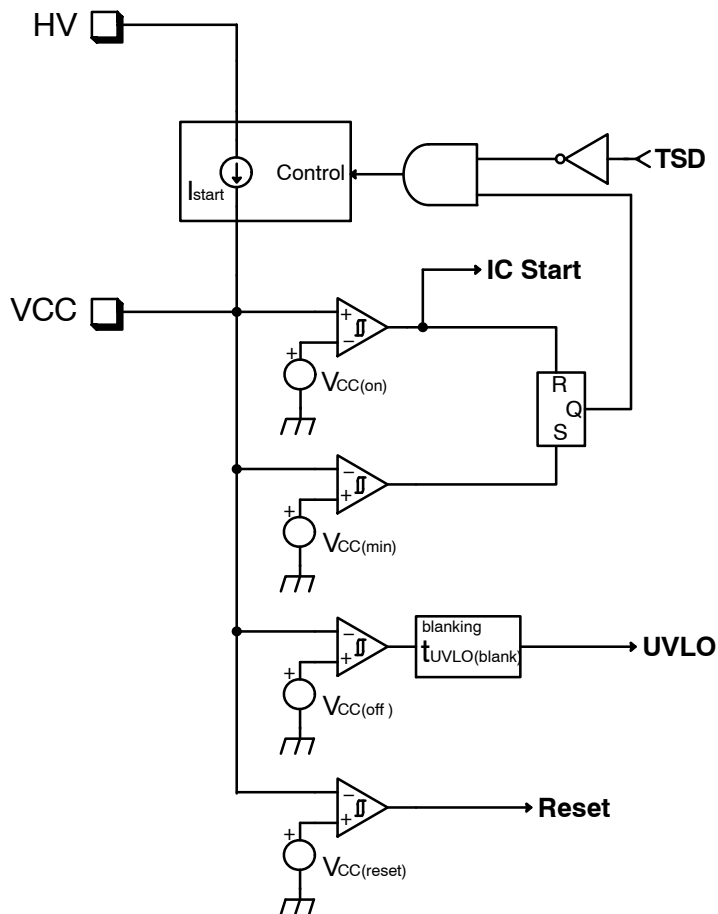 HV
Control
Istart
TSD
IC Start
VCC
+
−
+
VCC(on)
R
Q
S
−
+
+
VCC(min)
blanking
tUVLO(blank)
UVLO
−
+
+
VCC(off )
Reset
−
+
+
VCC(reset)